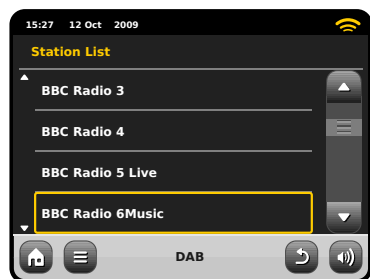 15:27 12 Oct 2009
Station List
BBC Radio 3
BBC Radio 4
BBC Radio 5 Live
BBC Radio 6Music
DAB